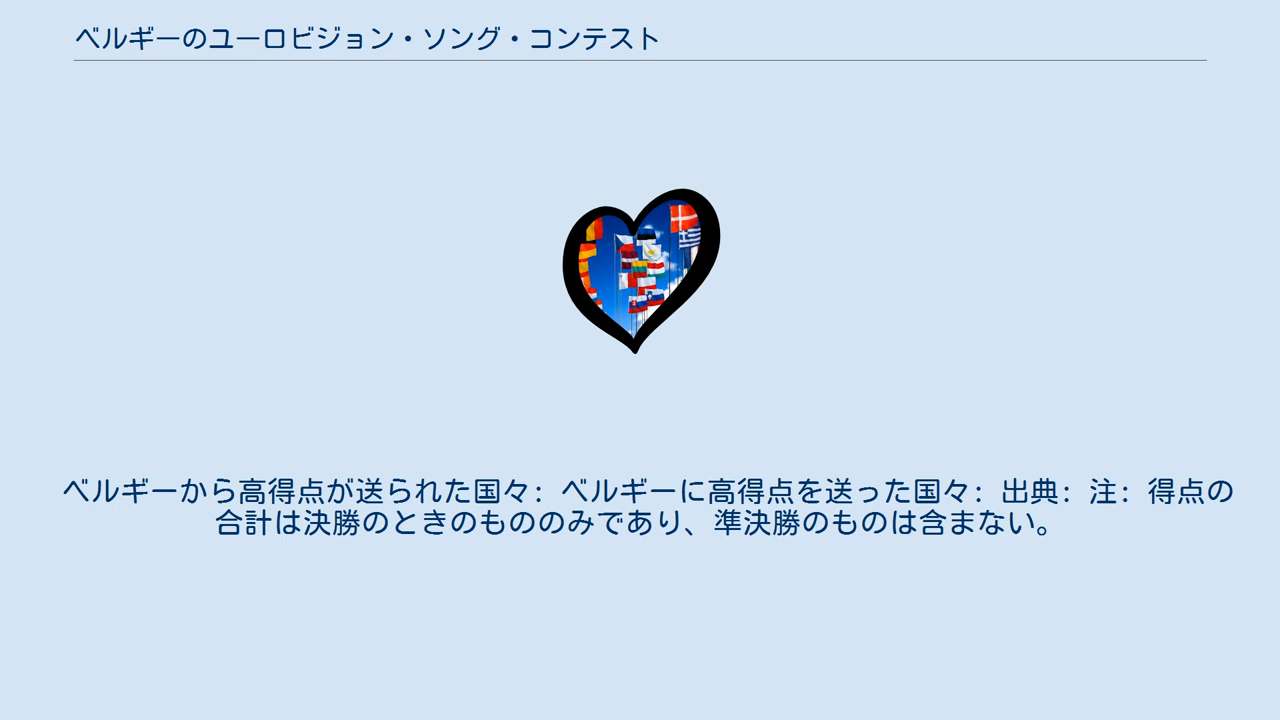 ベルギーのユーロビジョン・ソング・コンテスト
ベルギーから高得点が送られた国々: ベルギーに高得点を送った国々: 出典: 注: 得点の
合計は決勝のときのもののみであり、準決勝のものは含まない。